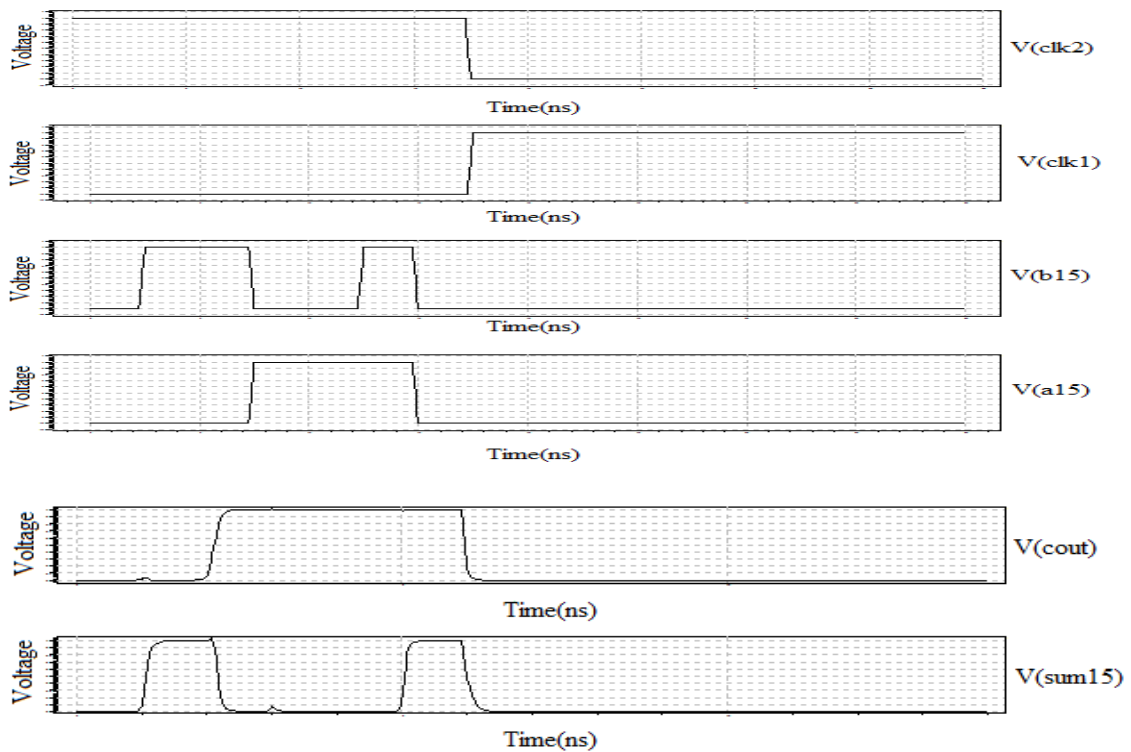 Voltage
V(clk2)
Time(ns)
Voltage
V(clk1)
Time(ns)
Voltage
V(b15)
Time(ns)
Voltage
V(a15)
Time(ns)
Voltage
V(cout)
Time(ns)
Voltage
V(sum15)
Time(ns)